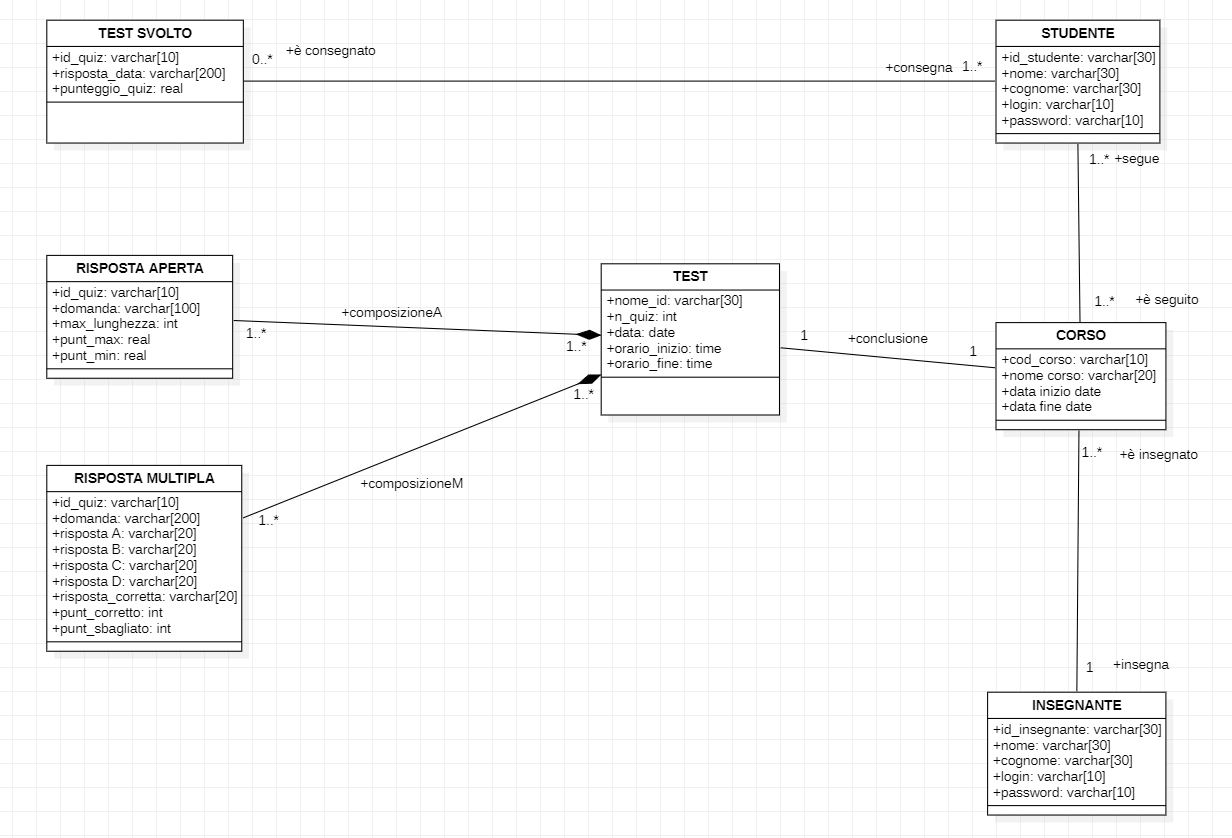 TEST SVOLTO
+id_quiz: varchar[10]
+risposta_data: varchar[200]
+punteggio_quiz: real
0..*
+è consegnato
+consegna
1..*
STUDENTE
+id_studente: varchar[30]
+nome: varchar[30]
+cognome: varchar[30]
+login: varchar[10]
+password: varchar[10]
1..*
+segue
RISPOSTA APERTA
+id_quiz: varchar[10]
+domanda: varchar[100]
+max_lunghezza: int
+punt_max: real
+punt_min: real
1..*
+composizioneA
1..*
TEST
+nome_id: varchar[30]
+n_quiz: int
+data: date
+orario_inizio: time
+orario_fine: time
1..*
1
+conclusione
1
1..*
+è seguito
CORSO
+cod_corso: varchar[10]
+nome corso: varchar[20]
+data inizio date
+data fine date
1..*
+è insegnato
RISPOSTA MULTIPLA
+id_quiz: varchar[10]
+domanda: varchar[200]
+risposta A: varchar[20]
+risposta B: varchar[20]
+risposta C: varchar[20]
+risposta D: varchar[20]
+risposta_corretta: varchar[20]
+punt_corretto: int
+punt_sbagliato: int
1..*
+composizioneM
1
+insegna
INSEGNANTE
+id_insegnante: varchar[30]
+nome: varchar[30]
+cognome: varchar[30]
+login: varchar[10]
+password: varchar[10]